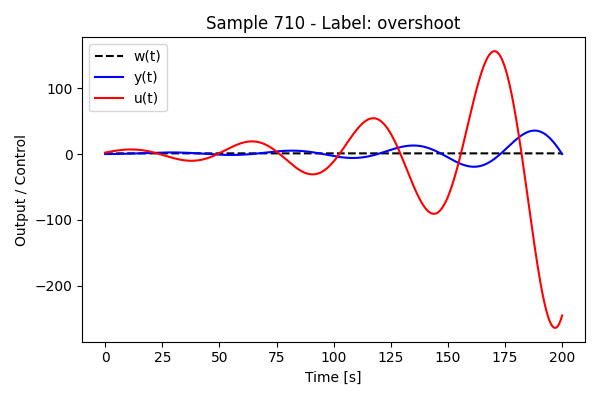 Sample 710 - Label: overshoot
w(t)
y(t)
u(t)
Output / Control
100
0
−100
−200
0 25 50 75 100 125 150 175 200
Time [s]